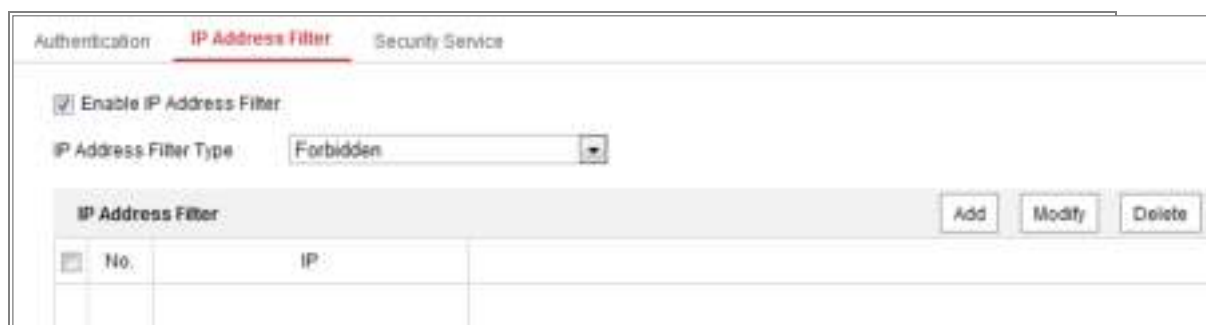 Authentication IP Address Filter Security Service
Enable IP Address Filter
IP Address Filter Type Forbidden
IP Address Filter Add Modify Delete
No. IP